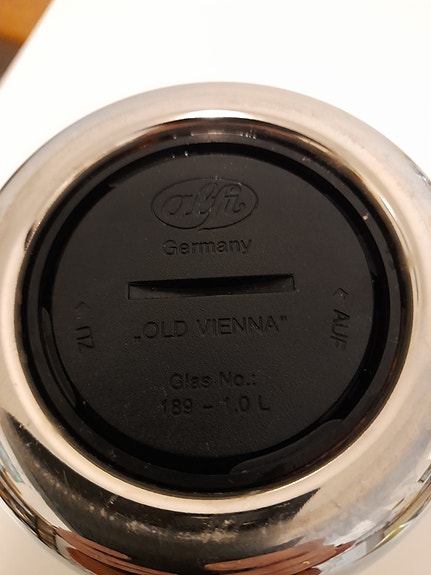 alfi
Germany
„OLD VIENNA"
< ZU
< AUF
Glas No.:
189 – 1.0 L